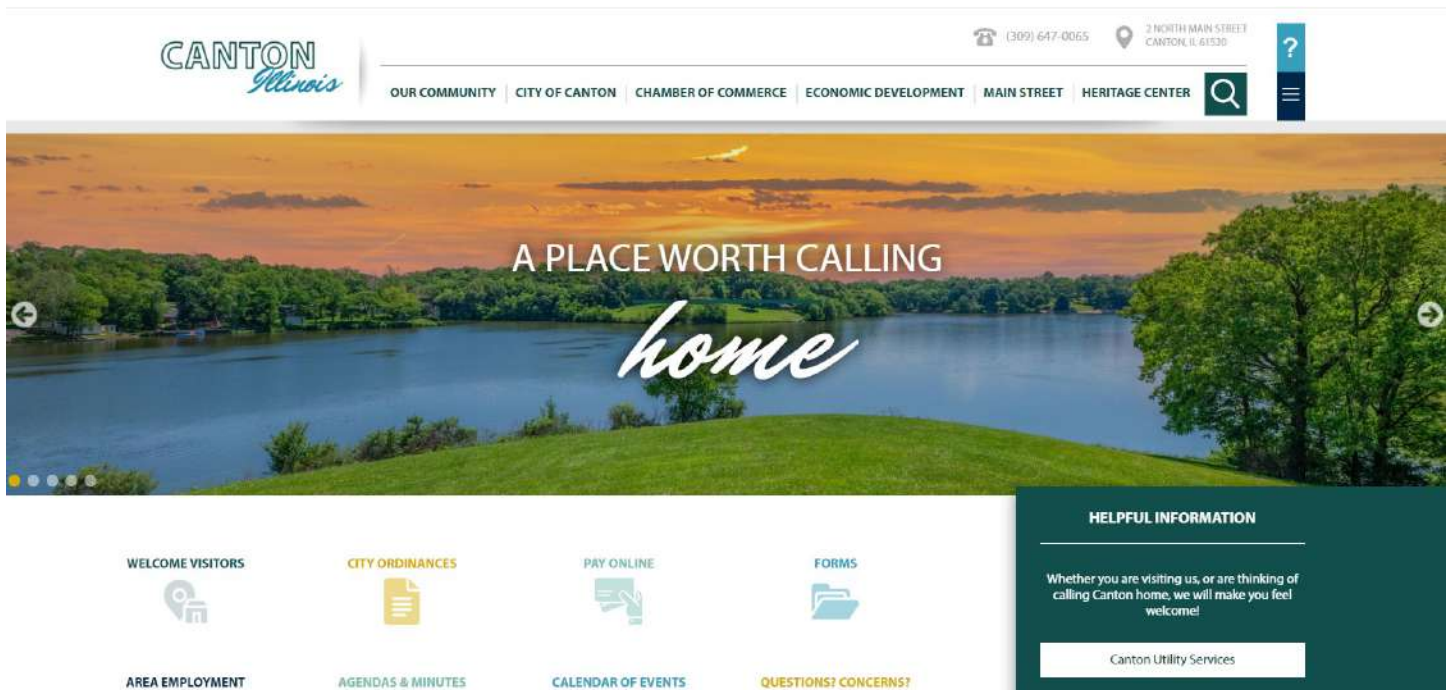 CANTON
Illinois
(309) 647-0065
2 NORTH MAIN STREET
CANTON, IL 61520
?
OUR COMMUNITY
CITY OF CANTON
CHAMBER OF COMMERCE
ECONOMIC DEVELOPMENT
MAIN STREET
HERITAGE CENTER
A PLACE WORTH CALLING
home
WELCOME VISITORS
CITY ORDINANCES
PAY ONLINE
FORMS
AREA EMPLOYMENT
AGENDAS & MINUTES
CALENDAR OF EVENTS
QUESTIONS? CONCERNS?
HELPFUL INFORMATION
Whether you are visiting us, or are thinking of
calling Canton home, we will make you feel
welcome!
Canton Utility Services